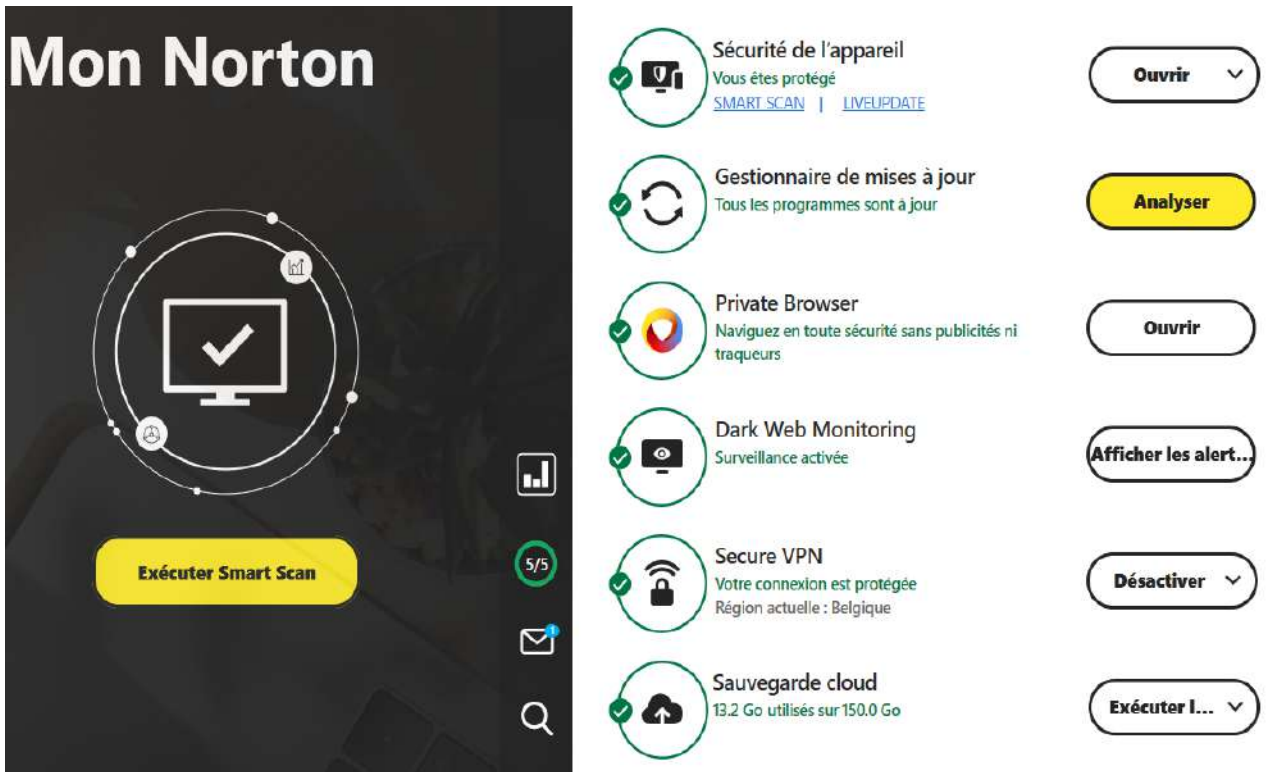 Mon Norton
Exécuter Smart Scan
5/5
1
Sécurité de l'appareil
Vous êtes protégé
SMART SCAN | LIVEUPDATE
Ouvrir
Gestionnaire de mises à jour
Tous les programmes sont à jour
Analyser
Private Browser
Naviguez en toute sécurité sans publicités ni
traqueurs
Ouvrir
Dark Web Monitoring
Surveillance activée
Afficher les alert...
Secure VPN
Votre connexion est protégée
Région actuelle : Belgique
Désactiver
Sauvegarde cloud
13.2 Go utilisés sur 150.0 Go
Exécuter l...